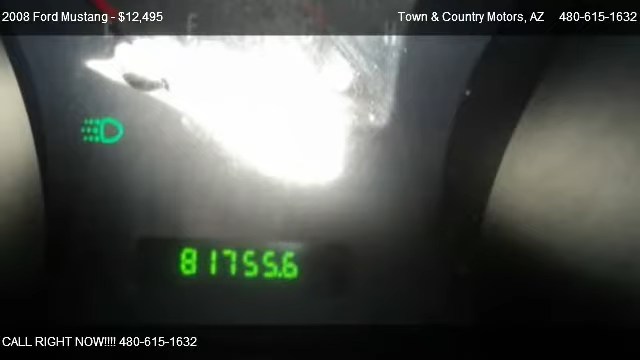 2008 Ford Mustang - $12,495
Town & Country Motors, AZ 480-615-1632
81755.6
CALL RIGHT NOW!!!! 480-615-1632